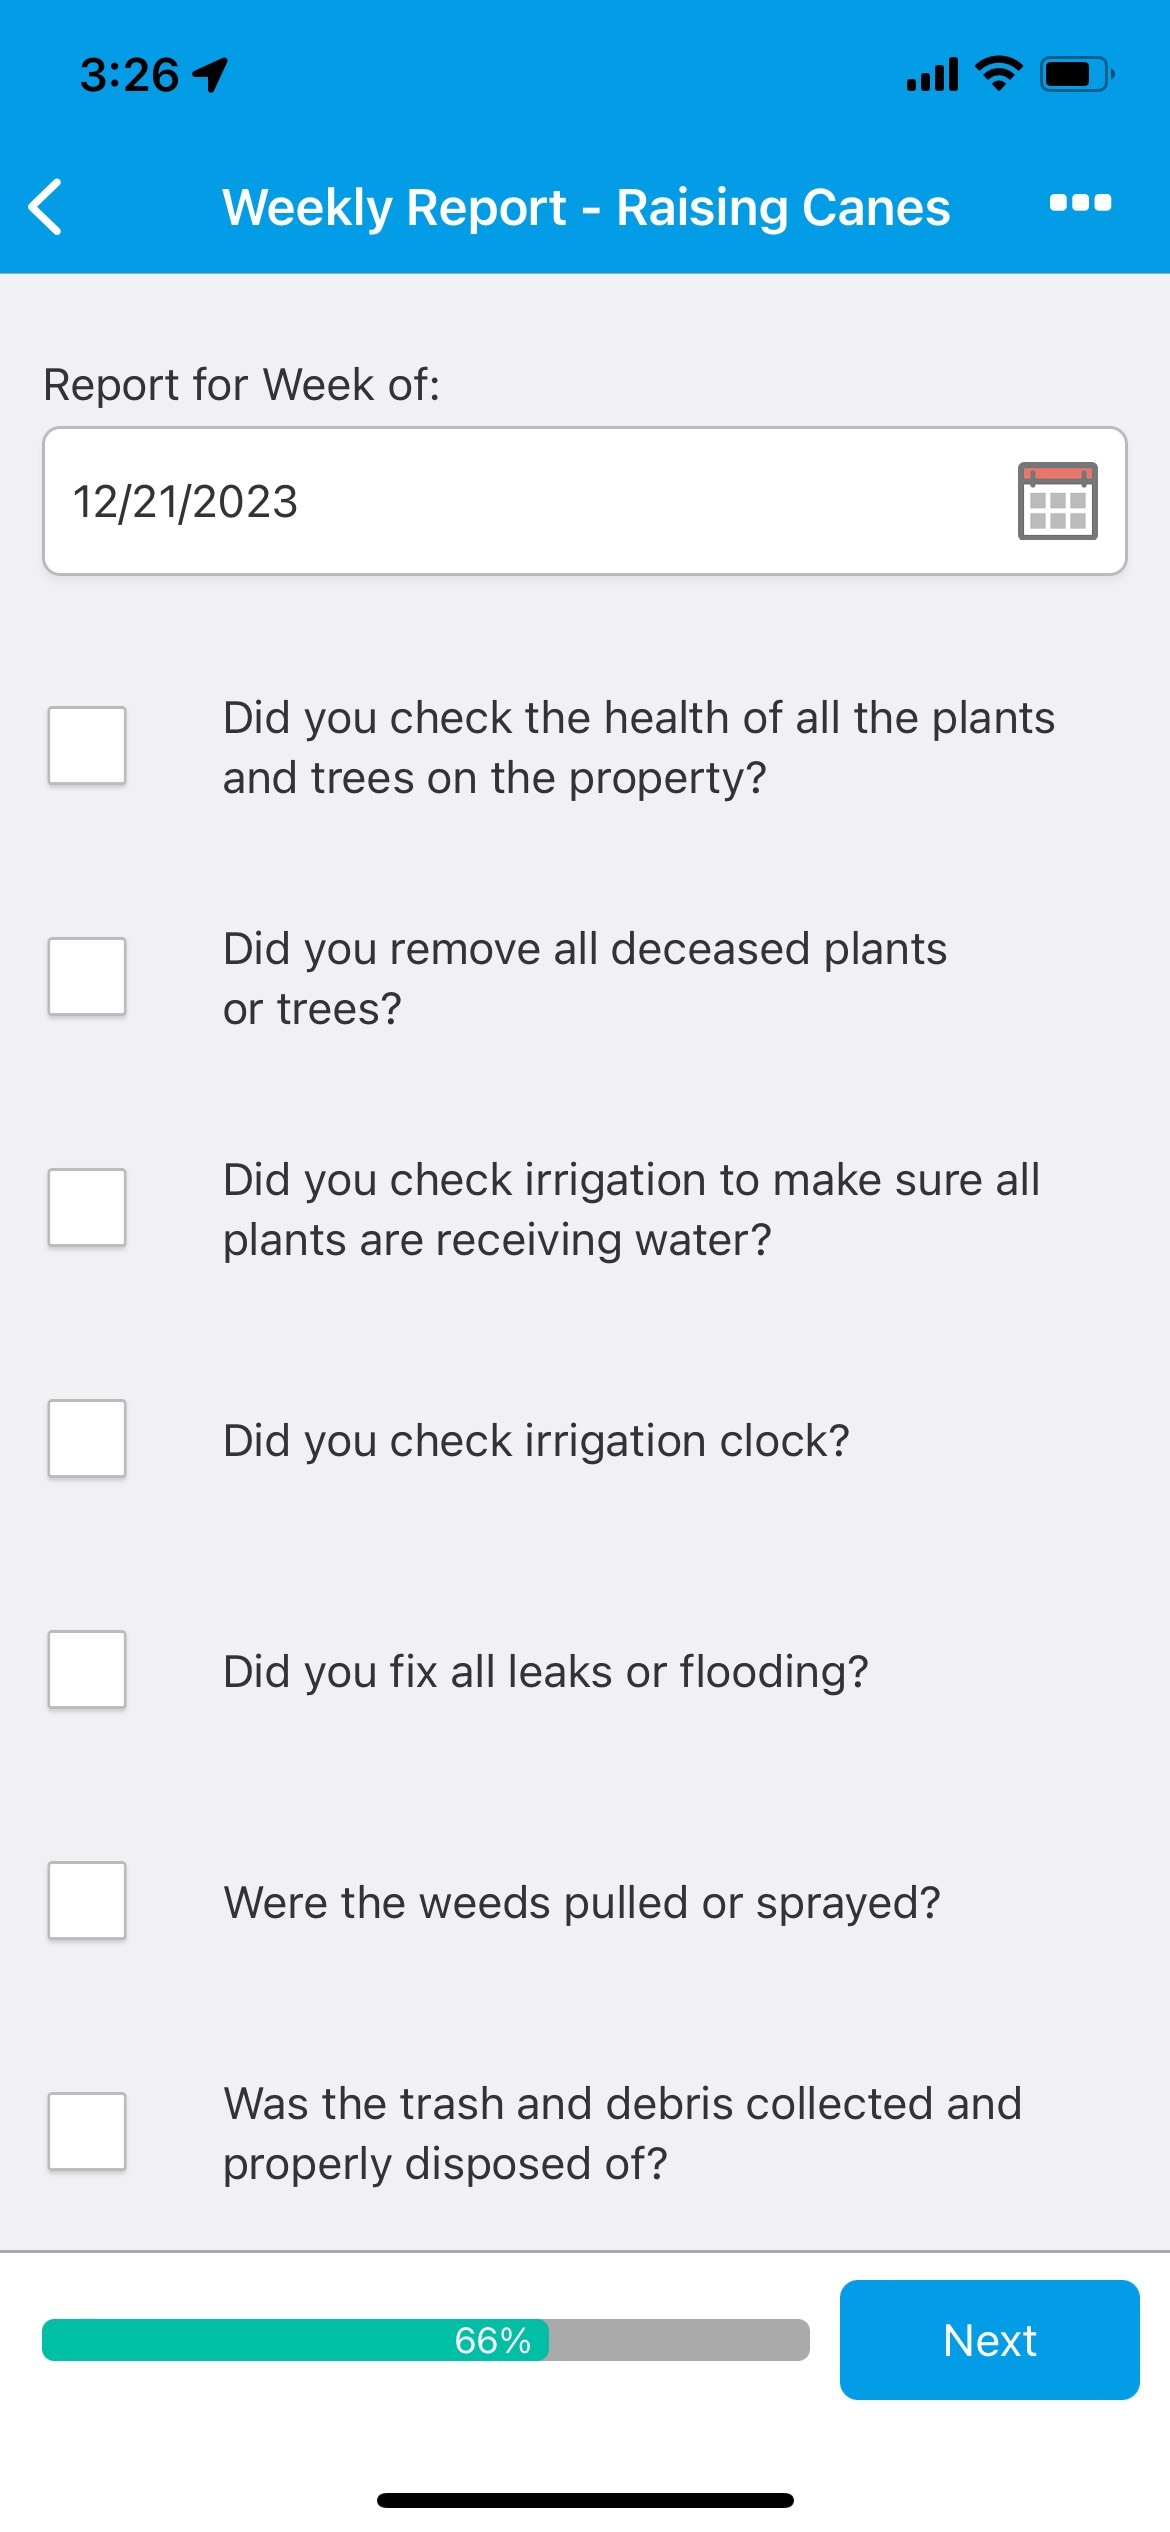 3:26
Weekly Report - Raising Canes
Report for Week of:
12/21/2023
Did you check the health of all the plants
and trees on the property?
Did you remove all deceased plants
or trees?
Did you check irrigation to make sure all
plants are receiving water?
Did you check irrigation clock?
Did you fix all leaks or flooding?
Were the weeds pulled or sprayed?
Was the trash and debris collected and
properly disposed of?
66%
Next